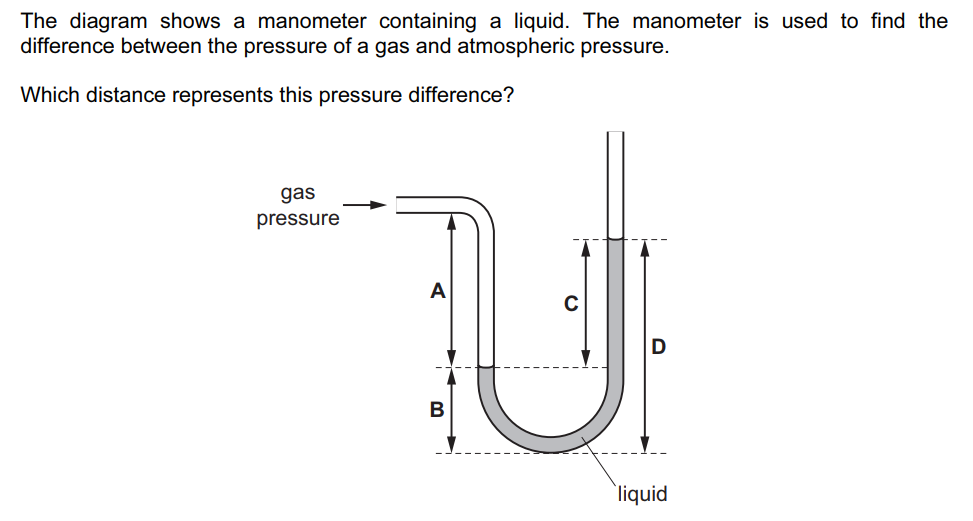 The diagram shows a manometer containing a liquid. The manometer is used to find the
difference between the pressure of a gas and atmospheric pressure.
Which distance represents this pressure difference?
gas
pressure
A
C
D
B
liquid